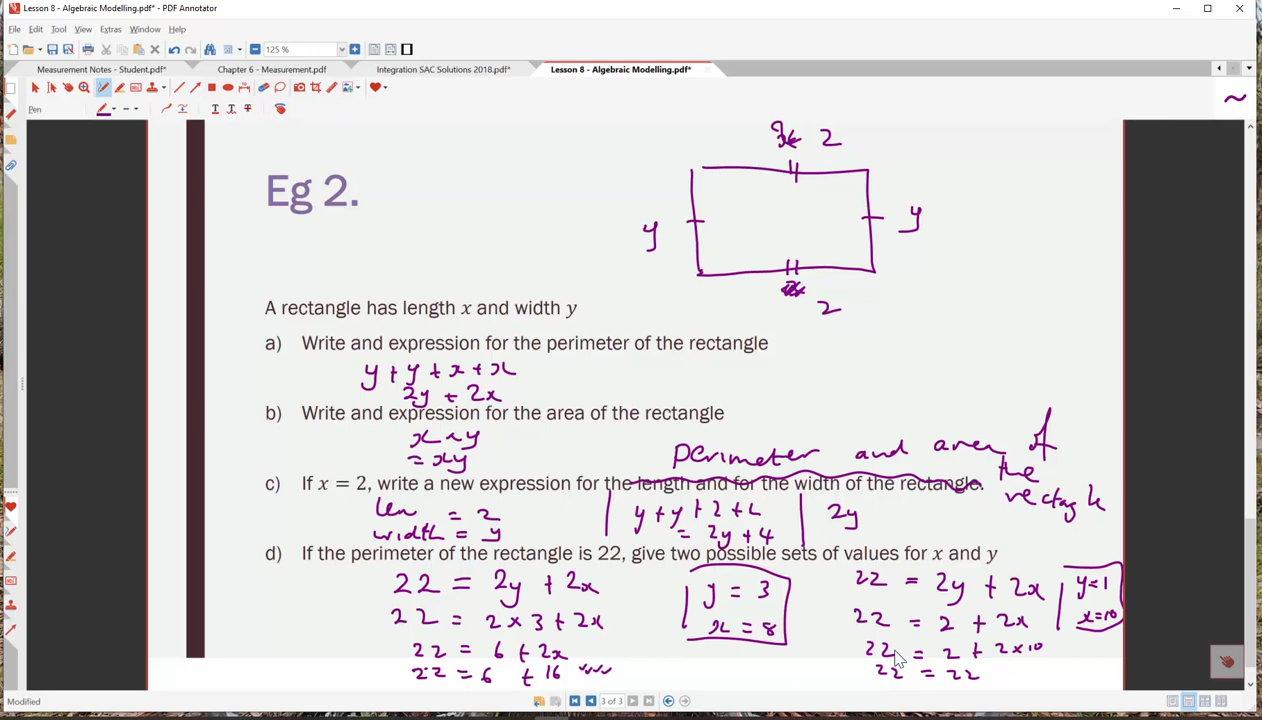 Lesson 8 - Algebraic Modelling.pdf* - PDF Annotator
File Edit Tool View Extras Window Help
125 %
Measurement Notes - Student.pdf* Chapter 6 - Measurement.pdf Integration SAC Solutions 2018.pdf* Lesson 8 - Algebraic Modelling.pdf*
Pen
2
Eg 2.
y y
2
A rectangle has length x and width y
a) Write and expression for the perimeter of the rectangle
y + y + x + x
2y + 2x
b) Write and expression for the area of the rectangle
x × y
= xy
perimeter and area of the rectagle
c) If x = 2, write a new expression for the length and for the width of the rectangle.
len = 2
width = y
y + y + 2 + 2
= 2y + 4
2y
d) If the perimeter of the rectangle is 22, give two possible sets of values for x and y
22 = 2y + 2x
22 = 2 × 3 + 2x
22 = 6 + 2x
22 = 6 + 16
y = 3
x = 8
22 = 2y + 2x
22 = 2 + 2x
22 = 2 + 2×10
22 = 22
y = 1
x = 10
Modified
3 of 3